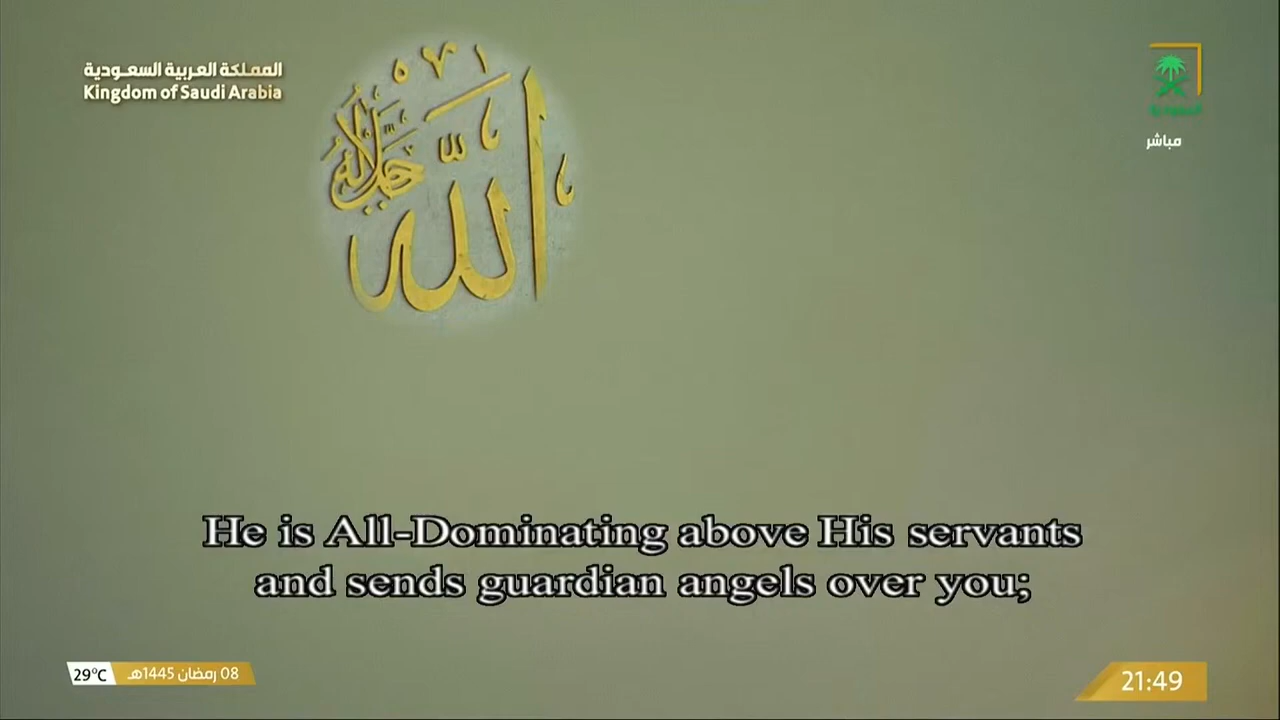 المملكة العربية السعودية
Kingdom of Saudi Arabia
الله
جل جلاله
السعودية
مباشر
He is All-Dominating above His servants
and sends guardian angels over you;
29°C
08 رمضان 1445هـ
21:49